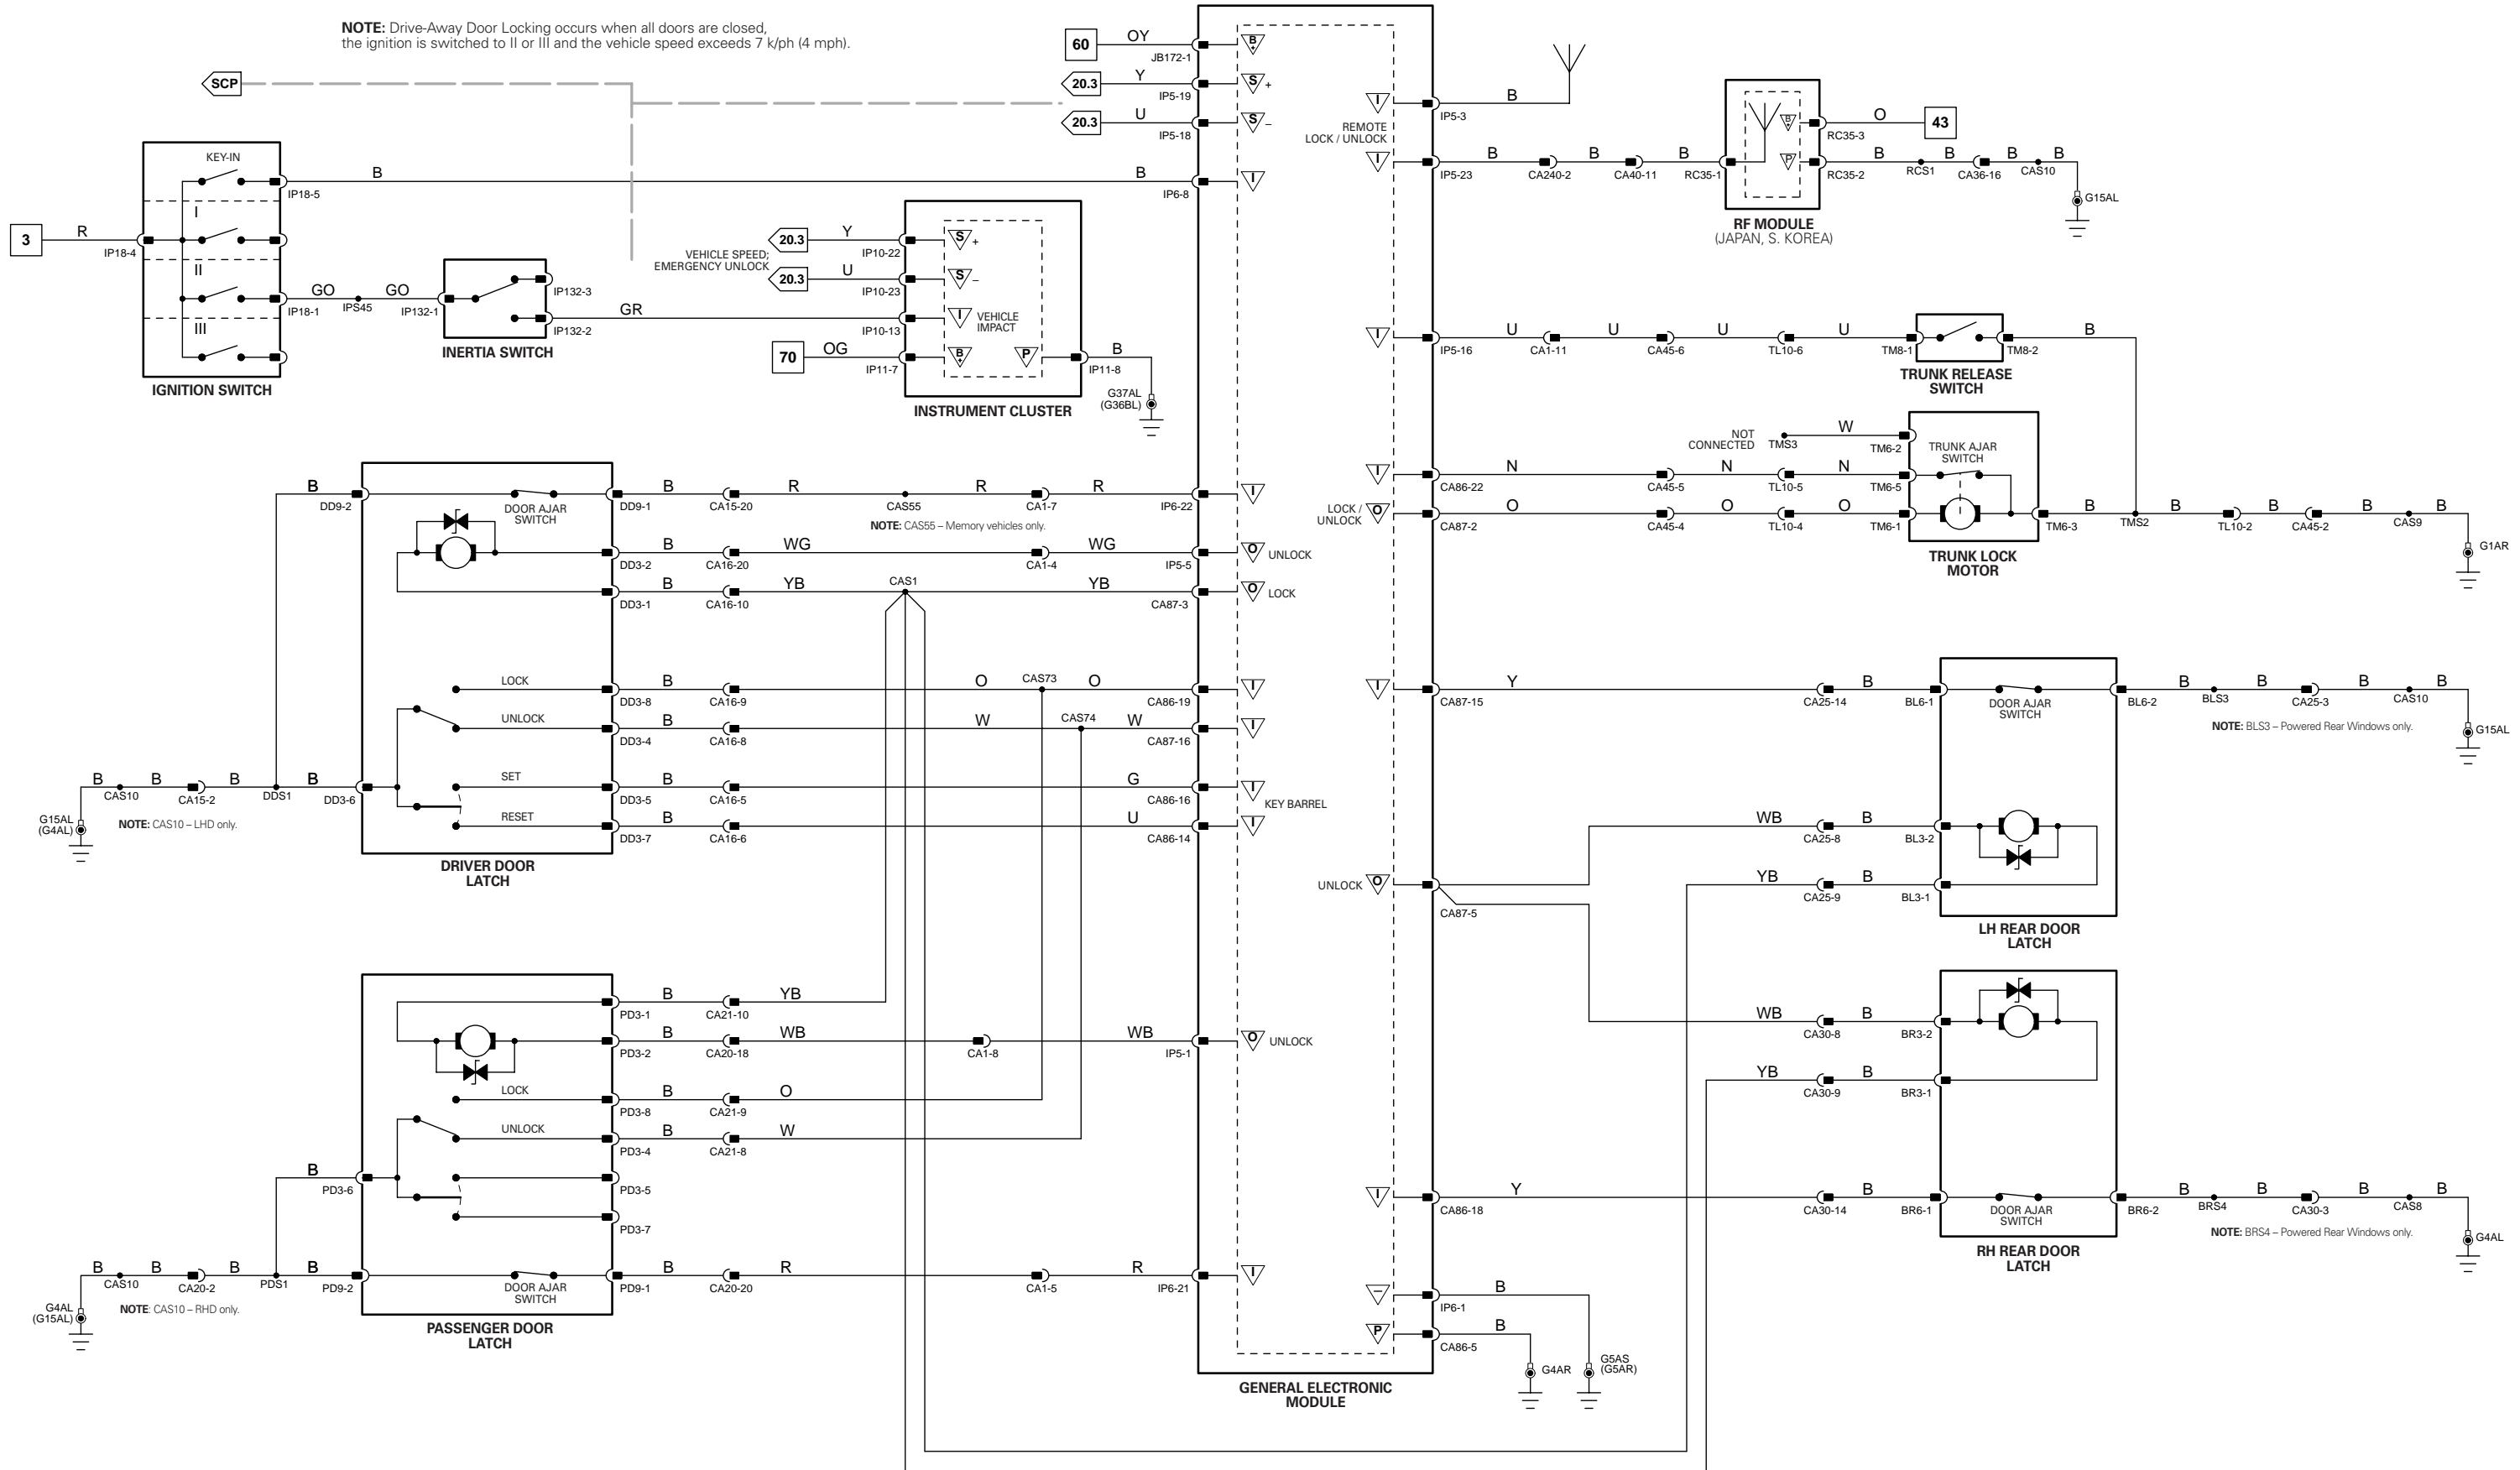 NOTE: Drive-Away Door Locking occurs when all doors are closed,
the ignition is switched to II or III and the vehicle speed exceeds 7 k/ph (4 mph).
SCP
KEY-IN
I
II
III
3
R
IP18-4
IP18-5
IP18-1
B
B
IP6-8
GO
IPS45
GO
IP132-1
IP132-3
IP132-2
GR
IGNITION SWITCH
INERTIA SWITCH
VEHICLE SPEED;
EMERGENCY UNLOCK
20.3
Y
IP10-22
S
+
20.3
U
IP10-23
S
–
IP10-13
I
VEHICLE
IMPACT
70
OG
IP11-7
B
+
P
IP11-8
B
G37AL
(G36BL)
INSTRUMENT CLUSTER
60
OY
JB172-1
B
+
20.3
Y
IP5-19
S
+
20.3
U
IP5-18
S
–
I
I
IP5-3
B
REMOTE
LOCK / UNLOCK
I
IP5-23
B
CA240-2
B
CA40-11
B
RC35-1
B
+
P
RC35-3
O
43
RC35-2
B
RCS1
B
CA36-16
B
CAS10
B
G15AL
RF MODULE
(JAPAN, S. KOREA)
I
IP5-16
U
CA1-11
U
CA45-6
U
TL10-6
U
TM8-1
TM8-2
B
TRUNK RELEASE
SWITCH
NOT
CONNECTED
TMS3
W
TM6-2
TRUNK AJAR
SWITCH
I
CA86-22
N
CA45-5
N
TL10-5
N
TM6-5
LOCK /
UNLOCK
O
CA87-2
O
CA45-4
O
TL10-4
O
TM6-1
TM6-3
B
TMS2
B
TL10-2
B
CA45-2
B
CAS9
B
G1AR
TRUNK LOCK
MOTOR
B
DD9-2
DOOR AJAR
SWITCH
DD9-1
B
CA15-20
R
CAS55
R
CA1-7
R
IP6-22
I
NOTE: CAS55 – Memory vehicles only.
DD3-2
B
CA16-20
WG
CA1-4
WG
IP5-5
O
UNLOCK
DD3-1
B
CA16-10
YB
CAS1
YB
CA87-3
O
LOCK
LOCK
DD3-8
B
CA16-9
O
CAS73
O
CA86-19
I
UNLOCK
DD3-4
B
CA16-8
W
CAS74
W
CA87-16
I
SET
DD3-5
B
CA16-5
G
CA86-16
I
KEY BARREL
RESET
DD3-7
B
CA16-6
U
CA86-14
I
B
CAS10
B
CA15-2
B
DDS1
B
DD3-6
G15AL
(G4AL)
NOTE: CAS10 – LHD only.
DRIVER DOOR
LATCH
I
CA87-15
Y
CA25-14
B
BL6-1
DOOR AJAR
SWITCH
BL6-2
B
BLS3
B
CA25-3
B
CAS10
B
G15AL
NOTE: BLS3 – Powered Rear Windows only.
WB
CA25-8
B
BL3-2
YB
CA25-9
B
BL3-1
UNLOCK
O
CA87-5
LH REAR DOOR
LATCH
WB
CA30-8
B
BR3-2
YB
CA30-9
B
BR3-1
I
CA86-18
Y
CA30-14
B
BR6-1
DOOR AJAR
SWITCH
BR6-2
B
BRS4
B
CA30-3
B
CAS8
B
G4AL
NOTE: BRS4 – Powered Rear Windows only.
RH REAR DOOR
LATCH
PD3-1
B
CA21-10
YB
PD3-2
B
CA20-18
WB
CA1-8
WB
IP5-1
O
UNLOCK
LOCK
PD3-8
B
CA21-9
O
UNLOCK
PD3-4
B
CA21-8
W
B
PD3-6
PD3-5
PD3-7
B
CAS10
B
CA20-2
B
PDS1
B
PD9-2
DOOR AJAR
SWITCH
PD9-1
B
CA20-20
R
CA1-5
R
IP6-21
I
G4AL
(G15AL)
NOTE: CAS10 – RHD only.
PASSENGER DOOR
LATCH
–
IP6-1
B
P
CA86-5
B
G4AR
G5AS
(G5AR)
GENERAL ELECTRONIC
MODULE